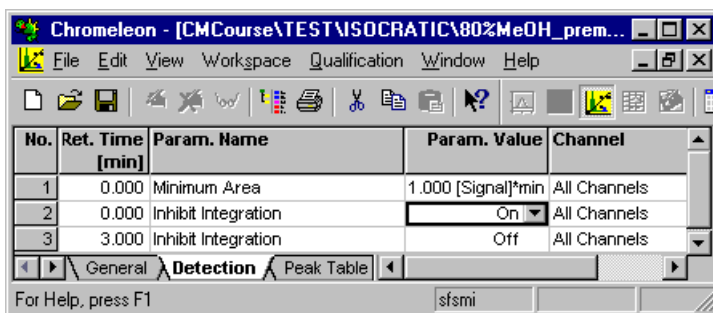 Chromeleon - [CMCourse\TEST\ISOCRATIC\80%MeOH_prem...
File Edit View Workspace Qualification Window Help
No. Ret. Time Param. Name Param. Value Channel
[min]
1 0.000 Minimum Area 1.000 [Signal]*min All Channels
2 0.000 Inhibit Integration On All Channels
3 3.000 Inhibit Integration Off All Channels
General Detection Peak Table
For Help, press F1 sfsmi